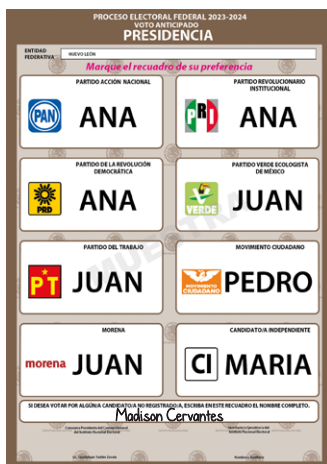 PROCESO ELECTORAL FEDERAL 2023-2024
VOTO ANTICIPADO
PRESIDENCIA
ENTIDAD
FEDERATIVA
NUEVO LEÓN
Marque el recuadro de su preferencia
PARTIDO ACCIÓN NACIONAL
PAN
ANA
PARTIDO REVOLUCIONARIO
INSTITUCIONAL
PRI
ANA
PARTIDO DE LA REVOLUCIÓN
DEMOCRÁTICA
PRD
ANA
PARTIDO VERDE ECOLOGISTA
DE MÉXICO
VERDE
JUAN
PARTIDO DEL TRABAJO
PT
JUAN
MOVIMIENTO CIUDADANO
MOVIMIENTO
CIUDADANO
PEDRO
MORENA
morena
JUAN
CANDIDATO/A INDEPENDIENTE
CI
MARIA
MUESTRA
SI DESEA VOTAR POR ALGÚN/A CANDIDATO/A NO REGISTRADO/A, ESCRIBA EN ESTE RECUADRO EL NOMBRE COMPLETO.
Madison Cervantes